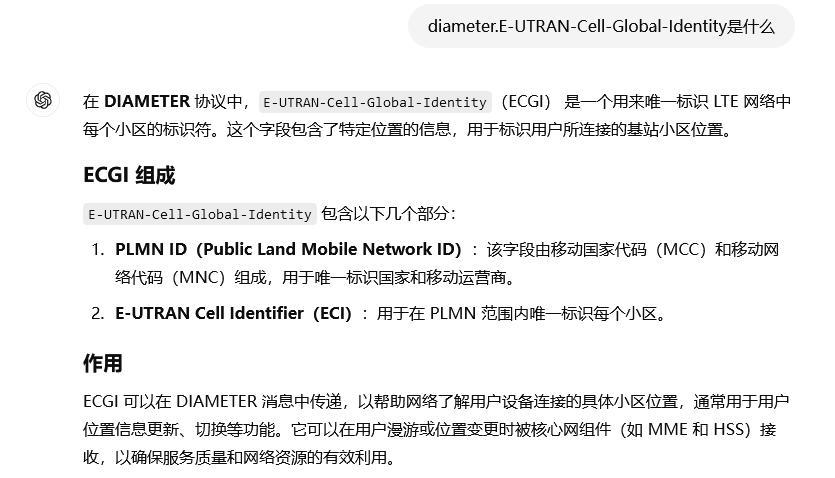 diameter.E-UTRAN-Cell-Global-Identity是什么
在 DIAMETER 协议中，E-UTRAN-Cell-Global-Identity（ECGI） 是一个用来唯一标识 LTE 网络中
每个小区的标识符。这个字段包含了特定位置的信息，用于标识用户所连接的基站小区位置。
ECGI 组成
E-UTRAN-Cell-Global-Identity 包含以下几个部分：
1. PLMN ID（Public Land Mobile Network ID）：该字段由移动国家代码（MCC）和移动网
络代码（MNC）组成，用于唯一标识国家和移动运营商。
2. E-UTRAN Cell Identifier（ECI）：用于在 PLMN 范围内唯一标识每个小区。
作用
ECGI 可以在 DIAMETER 消息中传递，以帮助网络了解用户设备连接的具体小区位置，通常用于用户
位置信息更新、切换等功能。它可以在用户漫游或位置变更时被核心网组件（如 MME 和 HSS）接
收，以确保服务质量和网络资源的有效利用。